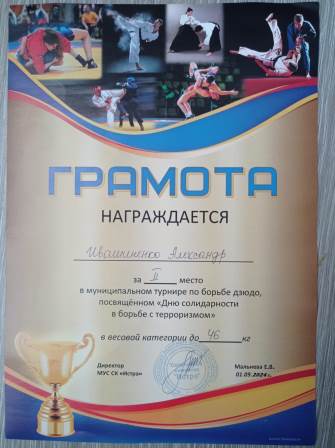 ГРАМОТА
НАГРАЖДАЕТСЯ
Ивашиненко Александр
за II место
в муниципальном турнире по борьбе дзюдо,
посвящённом «Дню солидарности
в борьбе с терроризмом»
в весовой категории до 46 кг
Директор Мальнева Е.В.
МУС СК «Истра» 01.09.2024 г.